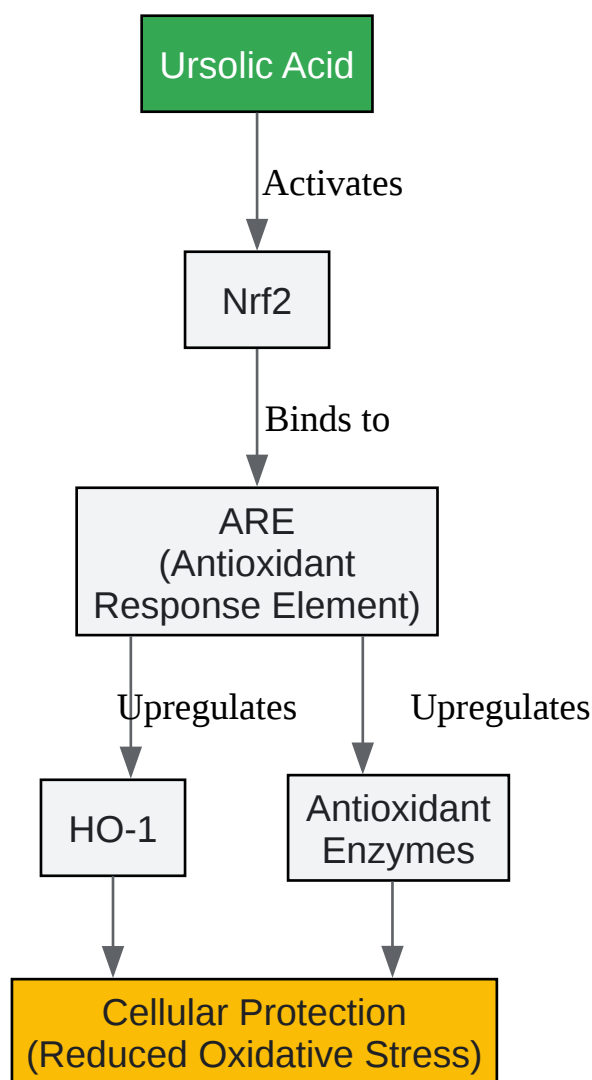 Ursolic Acid
Activates
Nrf2
Binds to
ARE
(Antioxidant
Response Element)
Upregulates
Upregulates
HO-1
Antioxidant
Enzymes
Cellular Protection
(Reduced Oxidative Stress)